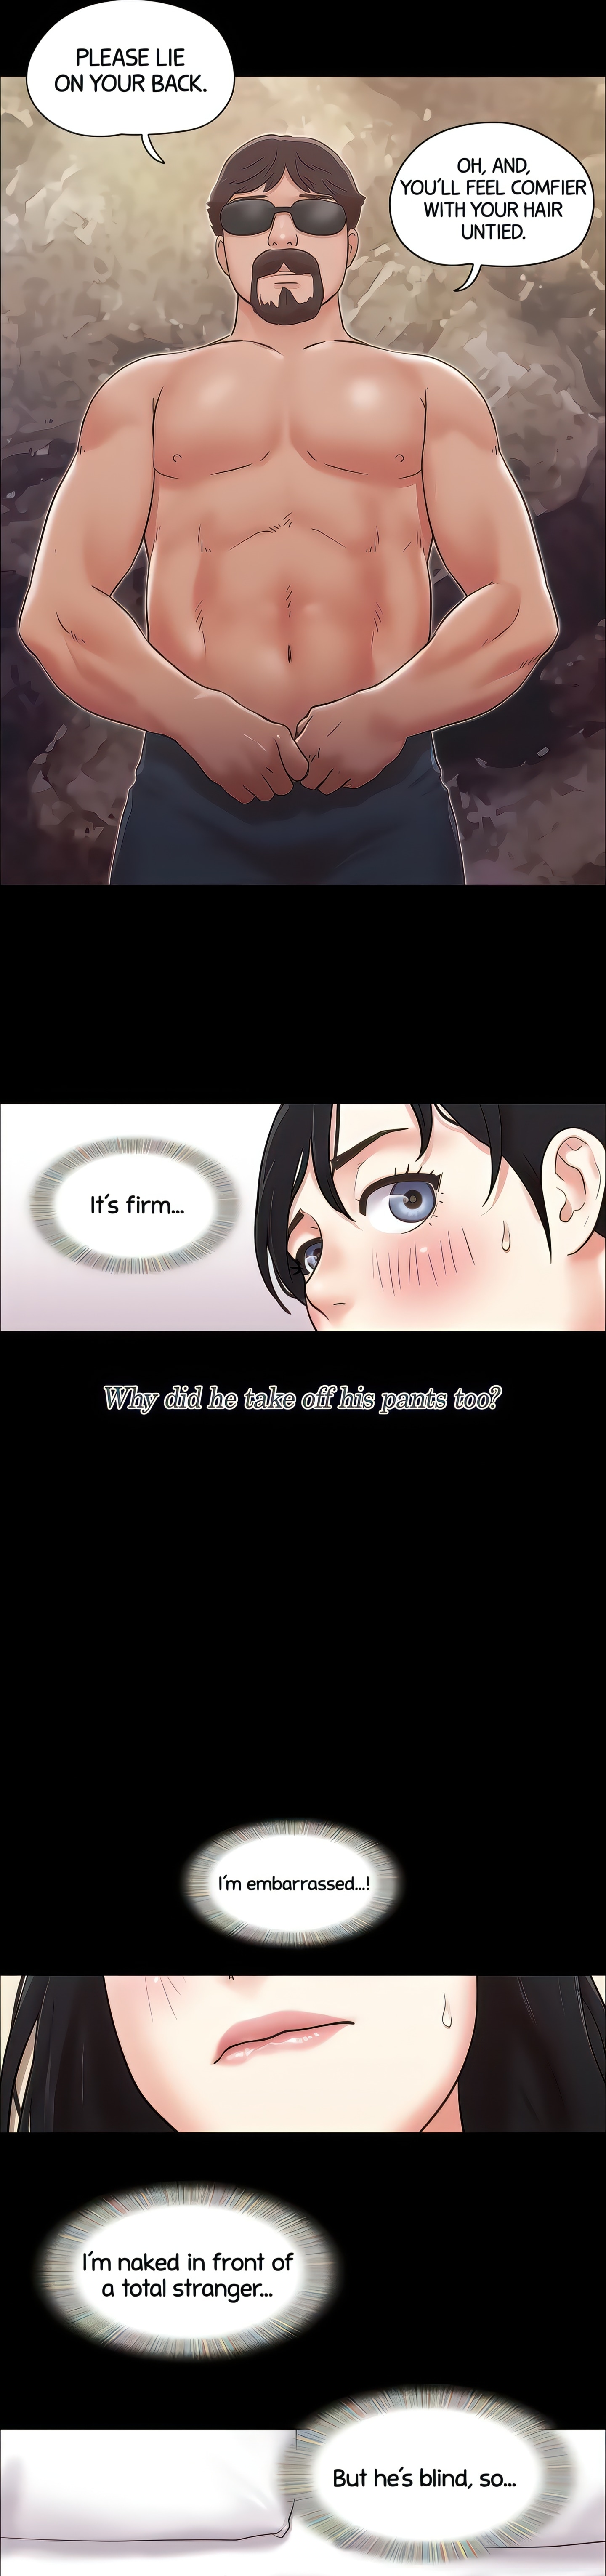 PLEASE LIE
ON YOUR BACK.
OH, AND,
YOU'LL FEEL COMFIER
WITH YOUR HAIR
UNTIED.
It's firm...
Why did he take off his pants too?
I'm embarrassed...!
I'm naked in front of
a total stranger...
But he's blind, so...